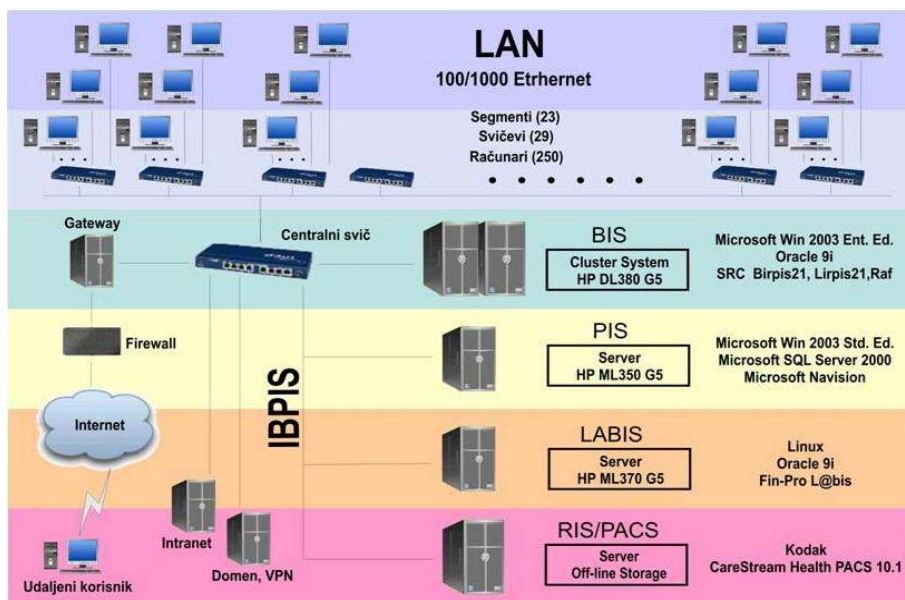 LAN
100/1000 Etrhernet
Segmenti (23)
Svičevi (29)
Računari (250)
Gateway
Centralni svič
BIS
Cluster System
HP DL380 G5
Microsoft Win 2003 Ent. Ed.
Oracle 9i
SRC Birpis21, Lirpis21,Raf
Firewall
IBPIS
PIS
Server
HP ML350 G5
Microsoft Win 2003 Std. Ed.
Microsoft SQL Server 2000
Microsoft Navision
Internet
LABIS
Server
HP ML370 G5
Linux
Oracle 9i
Fin-Pro L@bis
Intranet
Domen, VPN
Udaljeni korisnik
RIS/PACS
Server
Off-line Storage
Kodak
CareStream Health PACS 10.1